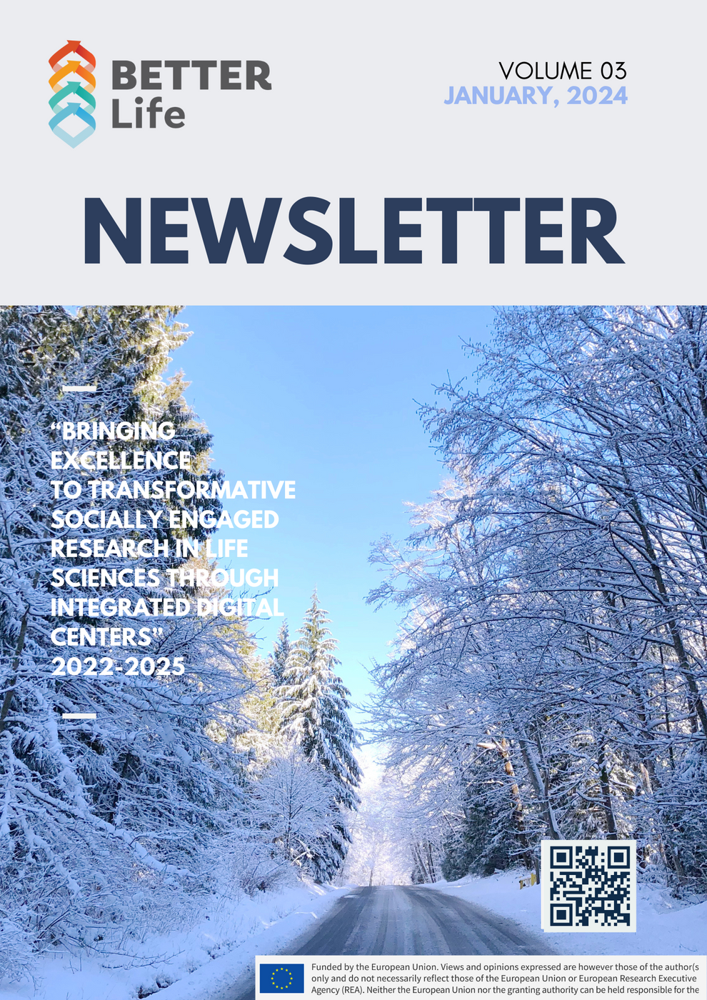 BETTER
Life
VOLUME 03
JANUARY, 2024
NEWSLETTER
“BRINGING
EXCELLENCE
TO TRANSFORMATIVE
SOCIALLY ENGAGED
RESEARCH IN LIFE
SCIENCES THROUGH
INTEGRATED DIGITAL
CENTERS”
2022-2025
Funded by the European Union. Views and opinions expressed are however those of the author(s
only and do not necessarily reflect those of the European Union or European Research Executive
Agency (REA). Neither the European Union nor the granting authority can be held responsible for the